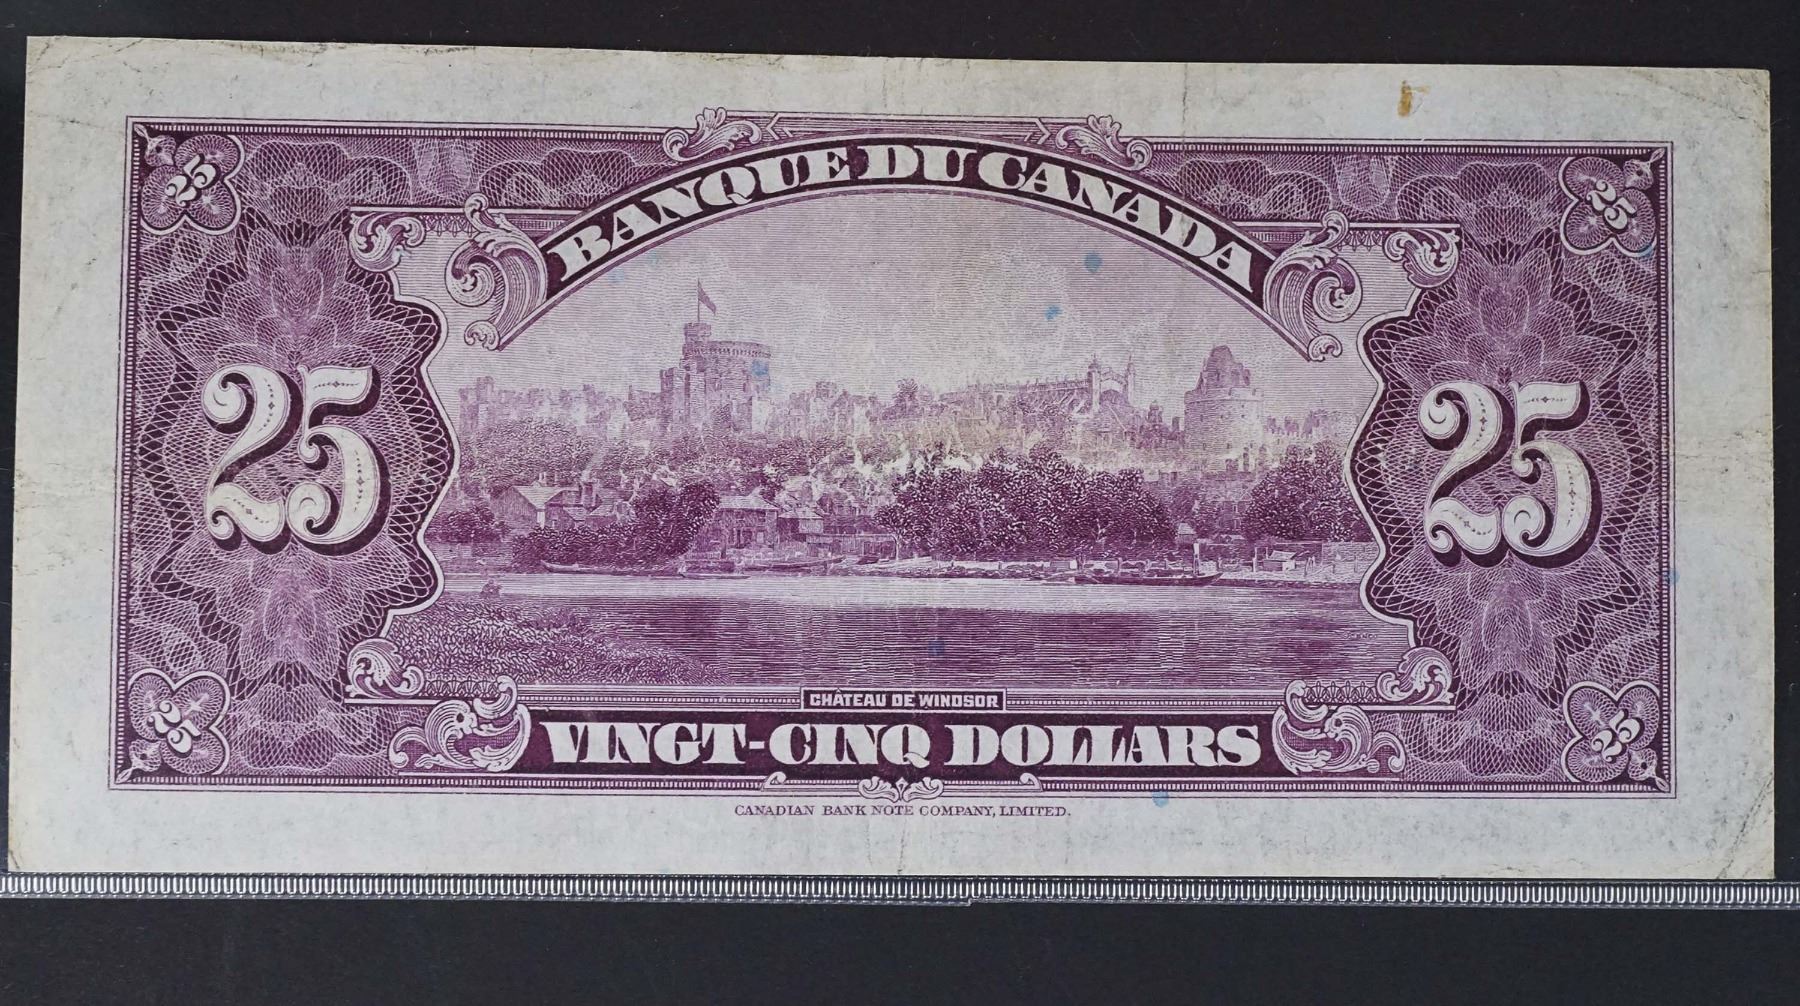 BANQUE DU CANADA
25
25
25
25
CHÂTEAU DE WINDSOR
25
25
VINGT-CINQ DOLLARS
CANADIAN BANK NOTE COMPANY, LIMITED.